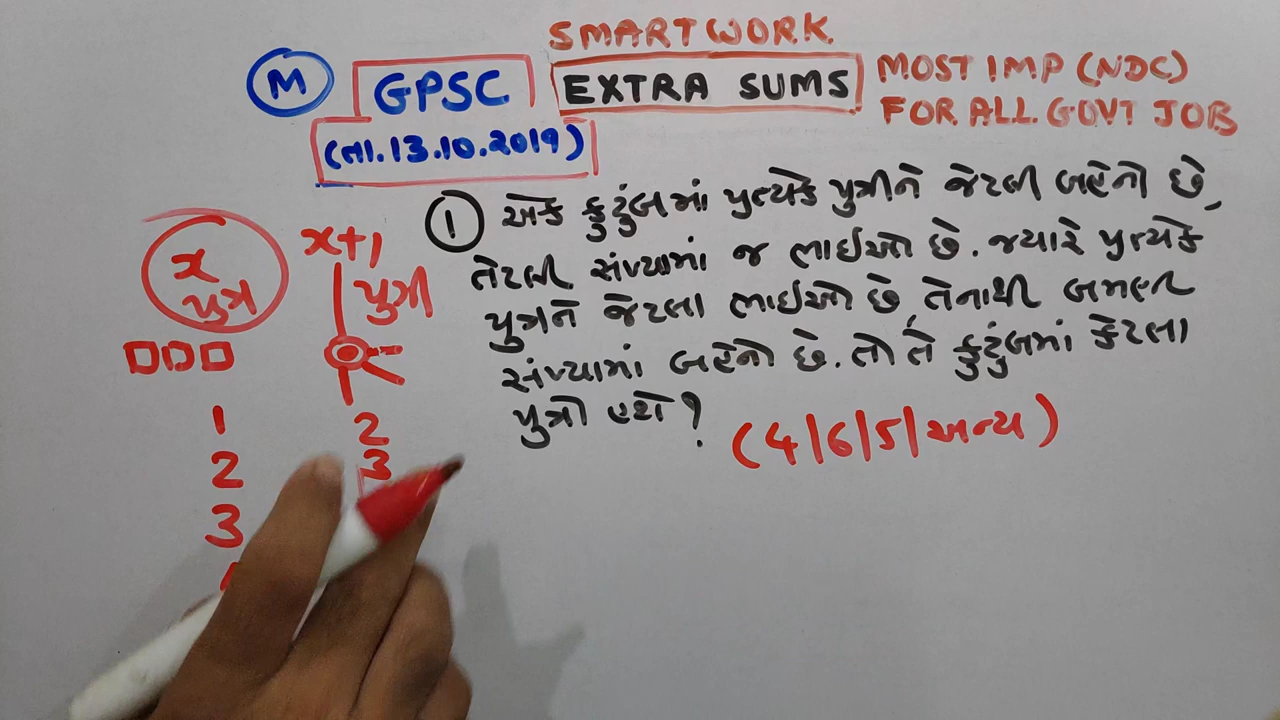 SMARTWORK
M
GPSC
EXTRA SUMS
MOST IMP (NDC)
FOR ALL GOVT JOB
(તા.13.10.2019)
1 એક કુટુંબમાં પ્રત્યેક પુત્રીને જેટલી બહેનો છે,
તેટલી સંખ્યામાં જ ભાઈઓ છે. જ્યારે પ્રત્યેક
પુત્રને જેટલા ભાઈઓ છે, તેનાથી બમણી
સંખ્યામાં બહેનો છે. તો તે કુટુંબમાં કેટલા
પુત્રો હશે?
(4/6/5/અન્ય)
x x+1
પુત્ર પુત્રી
1 2
2 3
3